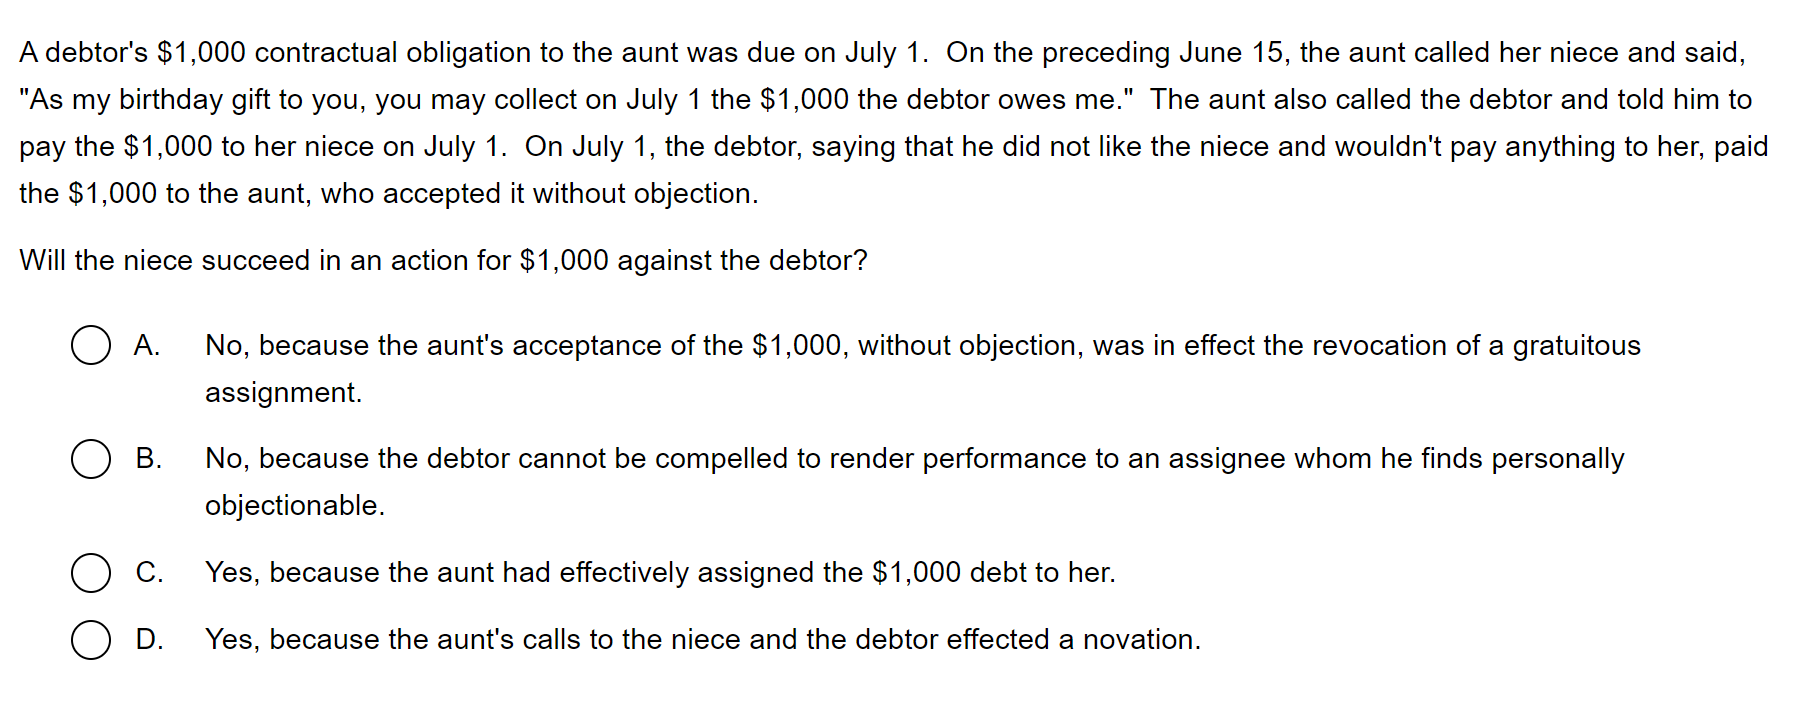 A debtor's $1,000 contractual obligation to the aunt was due on July 1.  On the preceding June 15, the aunt called her niece and said,
"As my birthday gift to you, you may collect on July 1 the $1,000 the debtor owes me."  The aunt also called the debtor and told him to
pay the $1,000 to her niece on July 1.  On July 1, the debtor, saying that he did not like the niece and wouldn't pay anything to her, paid
the $1,000 to the aunt, who accepted it without objection.
Will the niece succeed in an action for $1,000 against the debtor?
A. No, because the aunt's acceptance of the $1,000, without objection, was in effect the revocation of a gratuitous
assignment.
B. No, because the debtor cannot be compelled to render performance to an assignee whom he finds personally
objectionable.
C. Yes, because the aunt had effectively assigned the $1,000 debt to her.
D. Yes, because the aunt's calls to the niece and the debtor effected a novation.